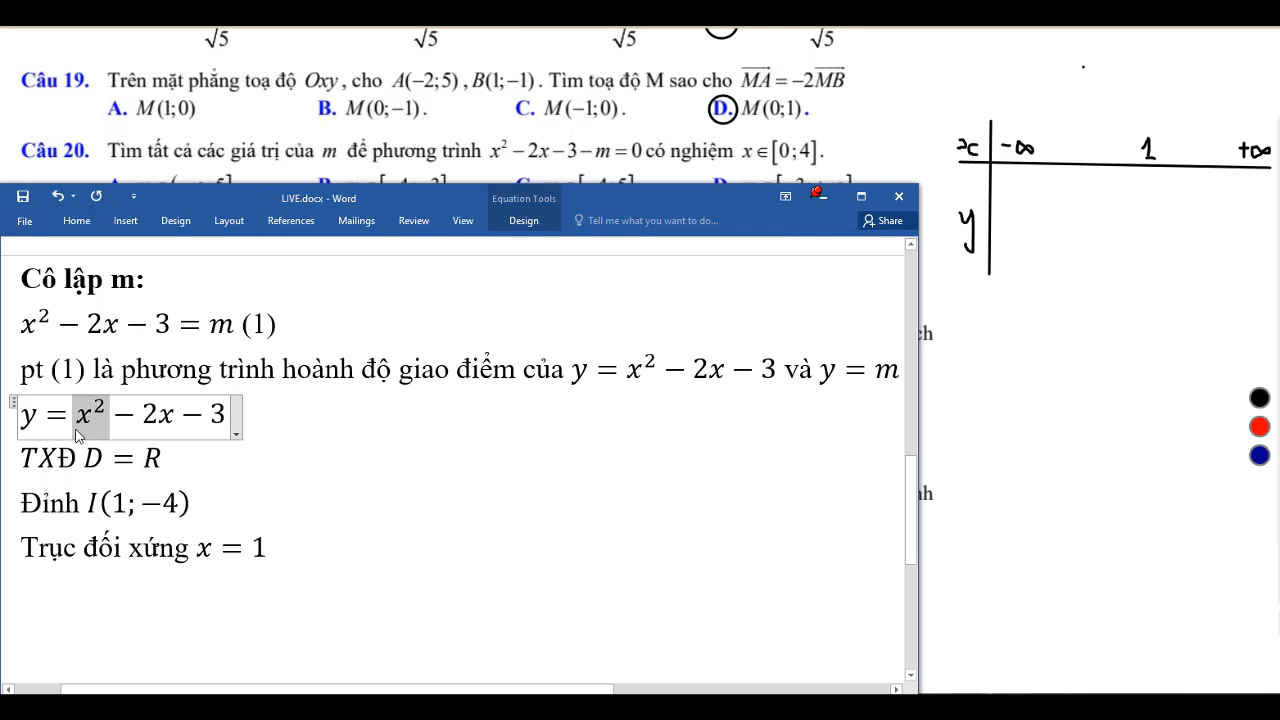 √5 √5 √5 √5
Câu 19. Trên mặt phẳng toạ độ Oxy, cho A(−2;5), B(1;−1). Tìm toạ độ M sao cho MA = −2MB
A. M(1;0) B. M(0;−1). C. M(−1;0). D. M(0;1).
Câu 20. Tìm tất cả các giá trị của m để phương trình x² − 2x − 3 − m = 0 có nghiệm x ∈ [0;4].
x −∞ 1 +∞
y
LIVE.docx - Word
Equation Tools
File Home Insert Design Layout References Mailings Review View Design Tell me what you want to do... Share
Cô lập m:
x² − 2x − 3 = m (1)
pt (1) là phương trình hoành độ giao điểm của y = x² − 2x − 3 và y = m
y = x² − 2x − 3
TXĐ D = R
Đỉnh I(1; −4)
Trục đối xứng x = 1